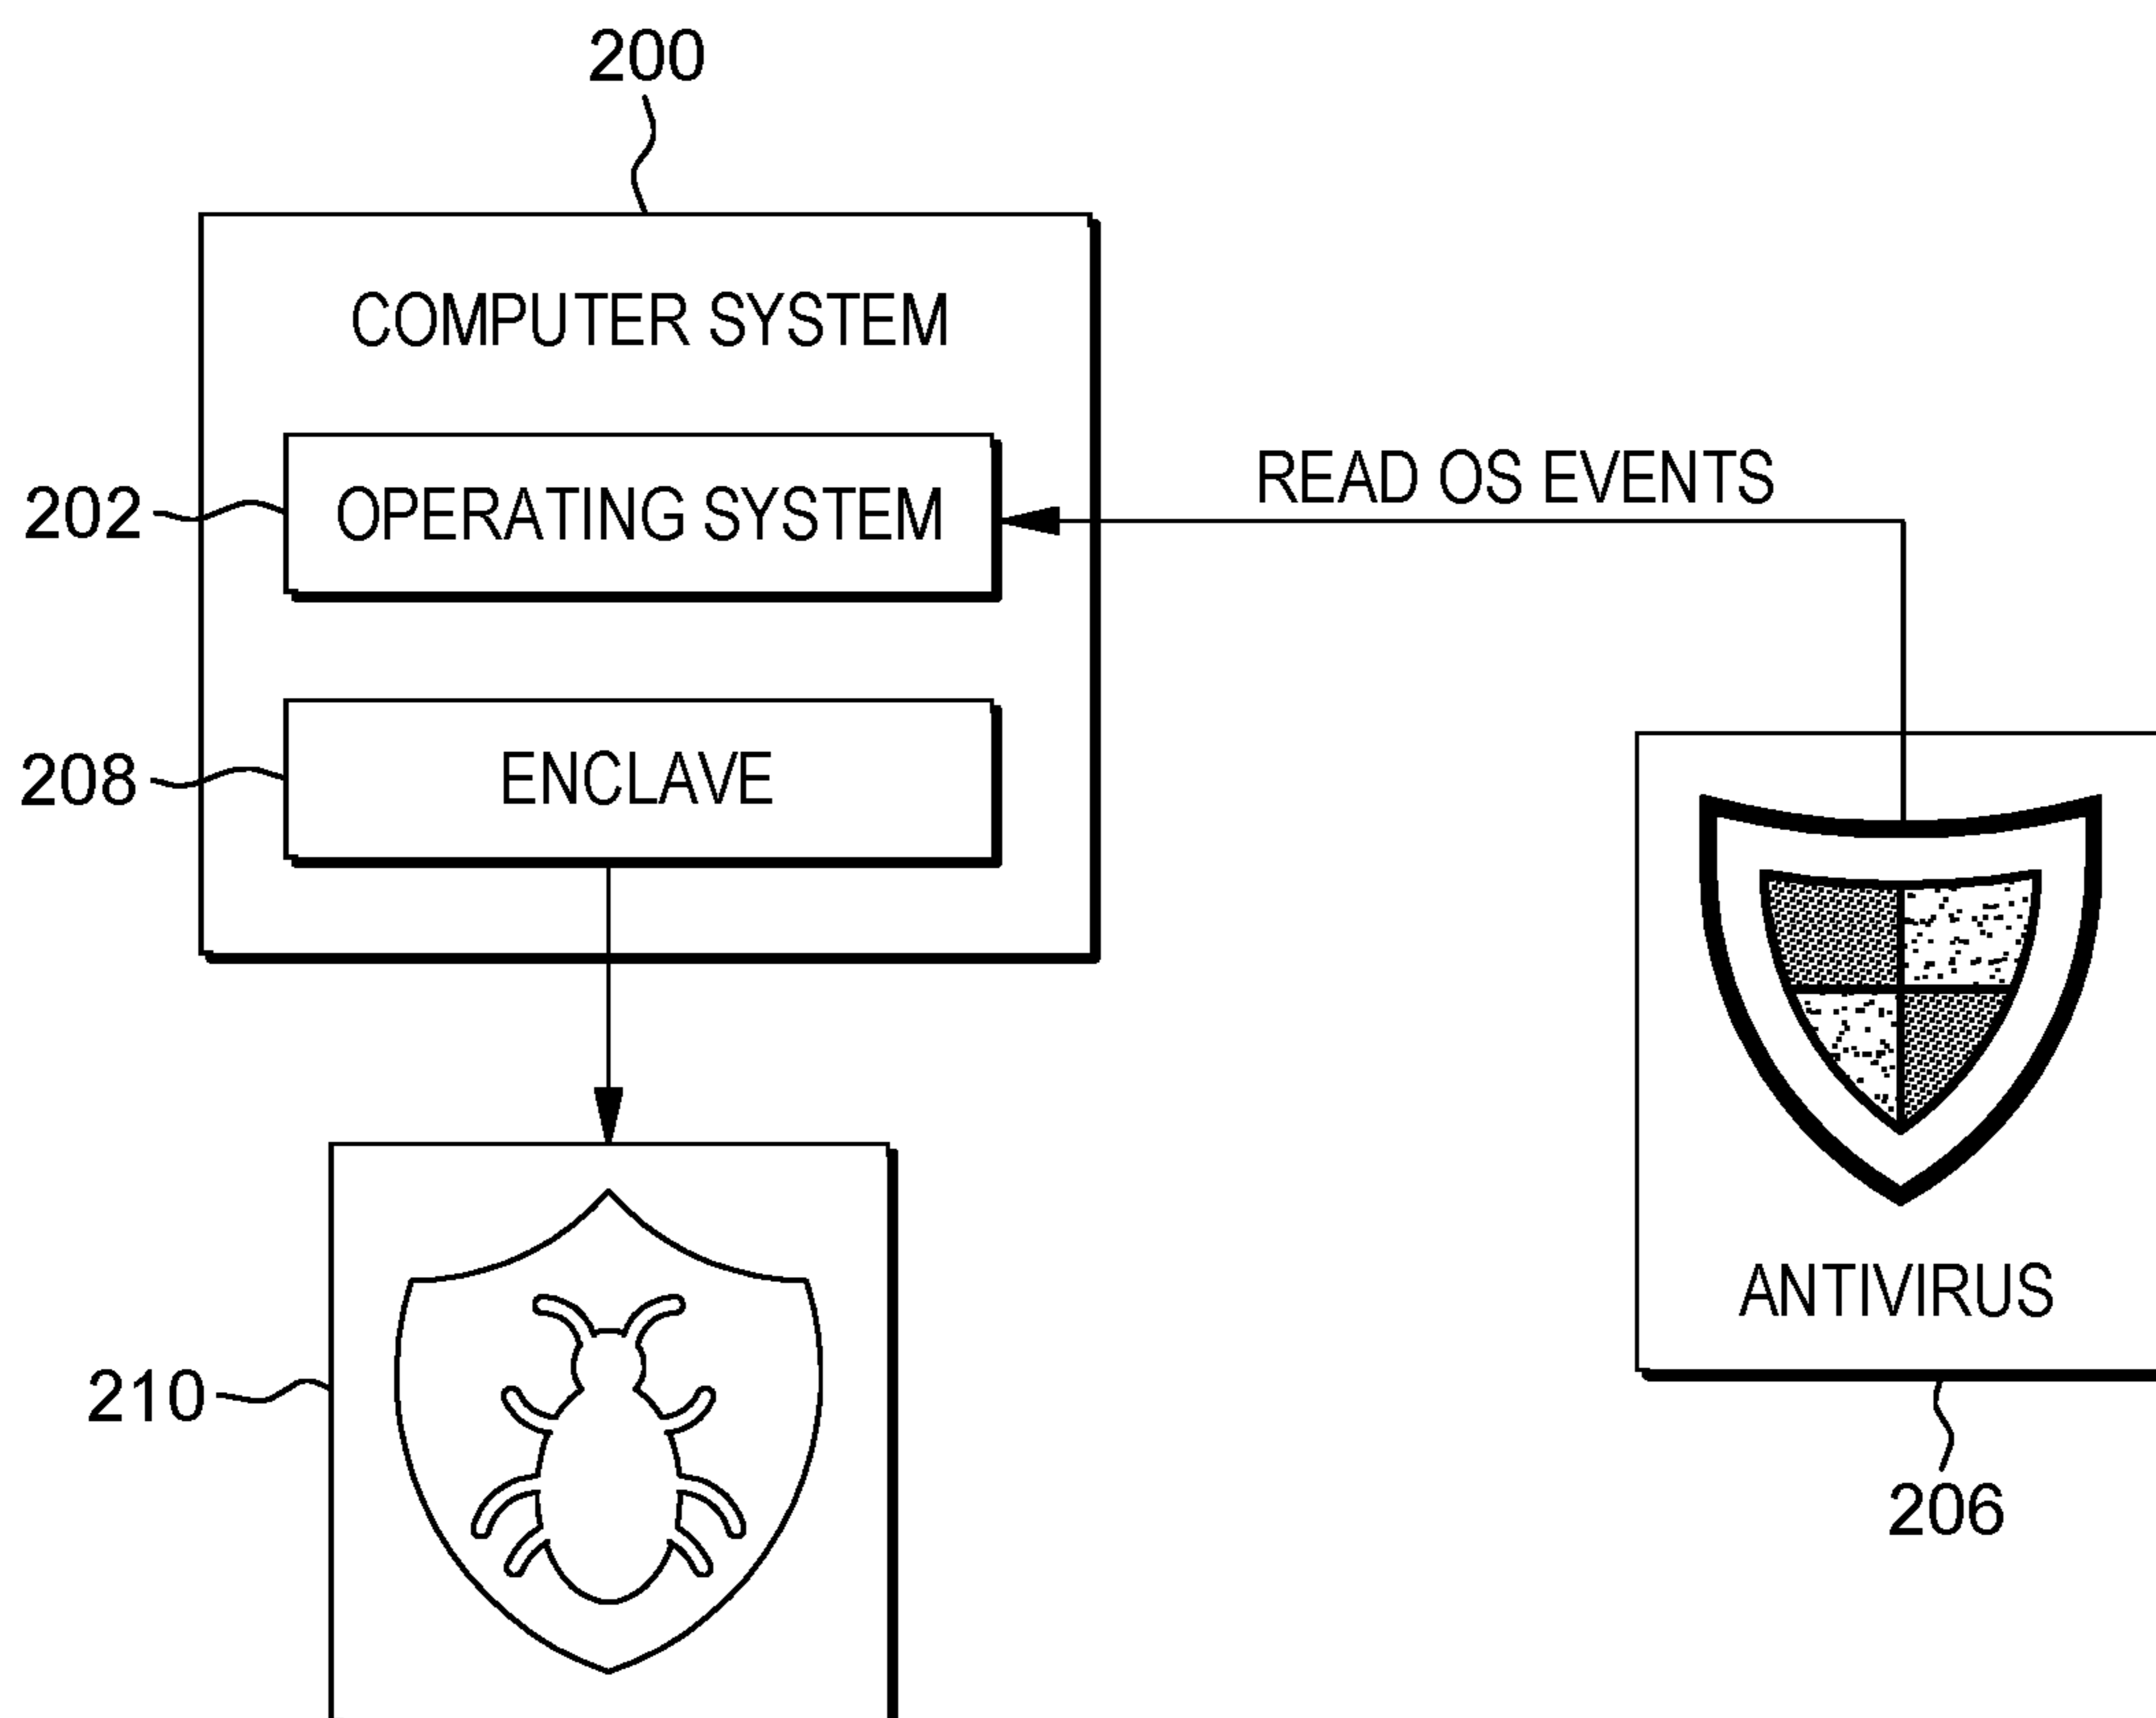 200
COMPUTER SYSTEM
202
OPERATING SYSTEM
READ OS EVENTS
208
ENCLAVE
ANTIVIRUS
210
206